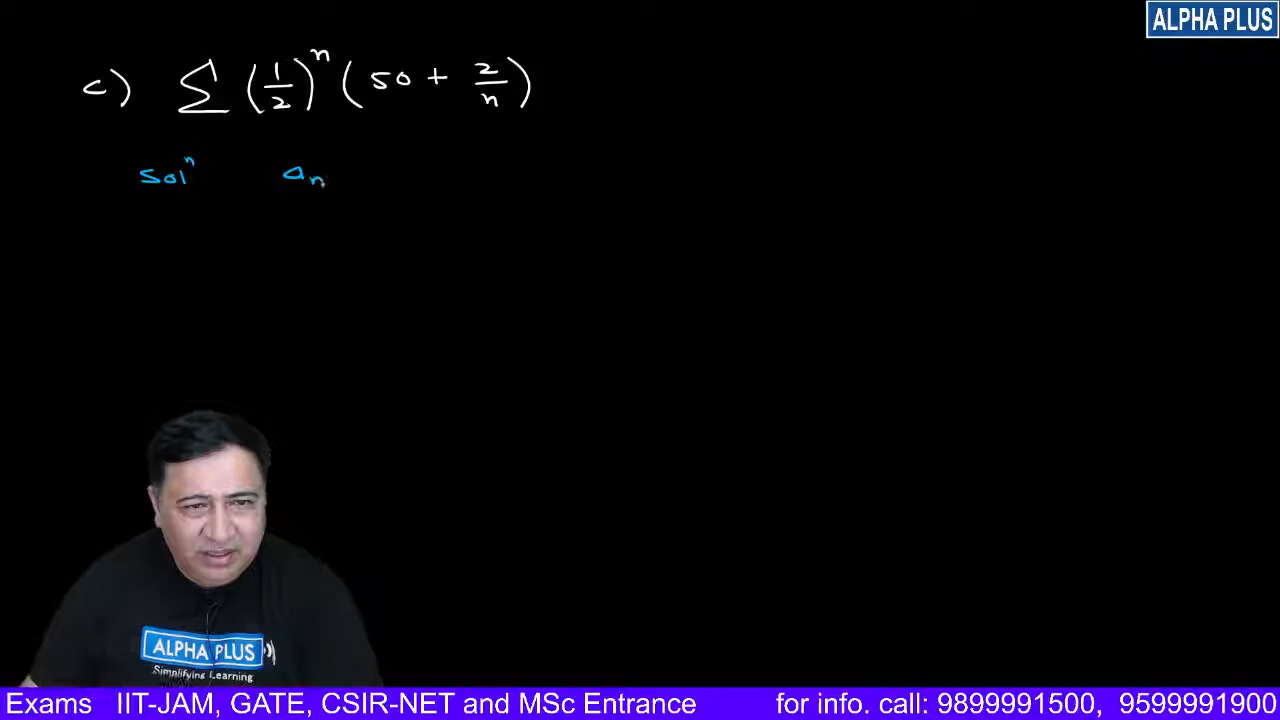 ALPHA PLUS
c) ∑ (1/2)^n (50 + 2/n)
Sol^n a_n
ALPHA PLUS
Simplifying Learning
Exams IIT-JAM, GATE, CSIR-NET and MSc Entrance for info. call: 9899991500, 9599991900